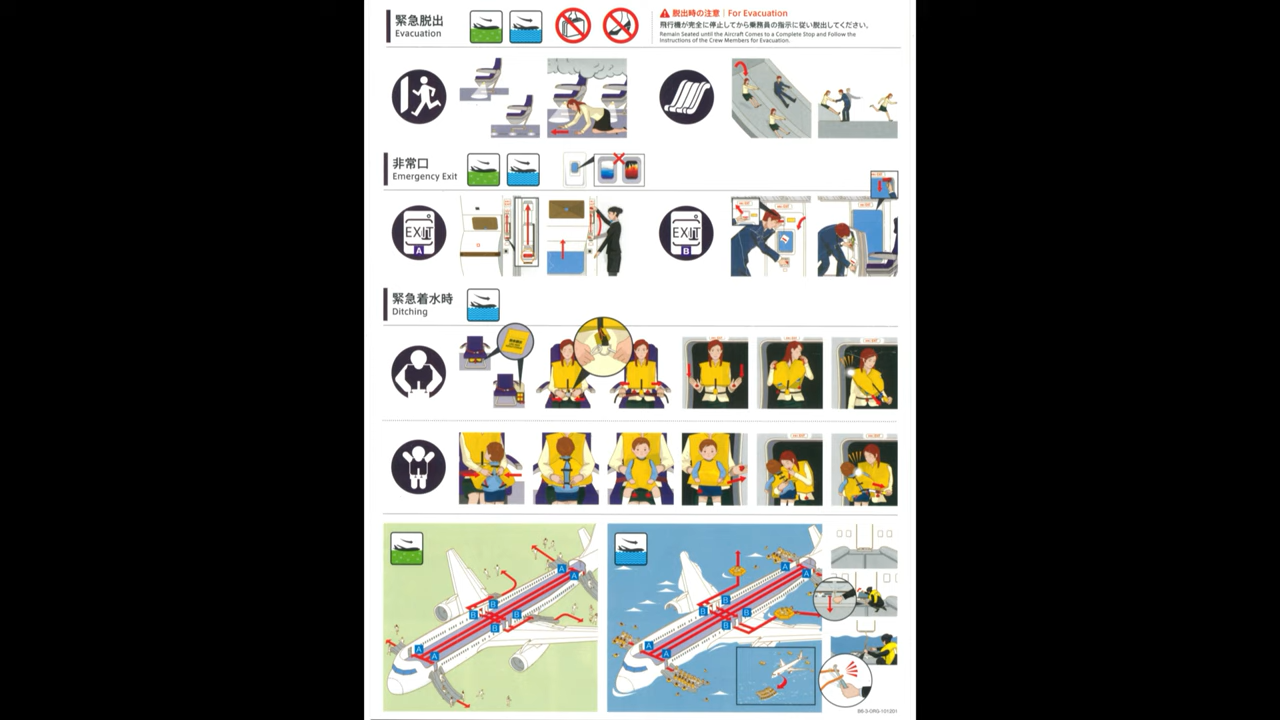 緊急脱出
Evacuation
脱出時の注意 | For Evacuation
飛行機が完全に停止してから乗務員の指示に従い脱出してください。
Remain Seated until the Aircraft Comes to a Complete Stop and Follow the
Instructions of the Crew Members for Evacuation.
非常口
Emergency Exit
EXIT
A
EXIT
B
緊急着水時
Ditching
A
A
B
B
B
B
A
A
A
A
B
B
B
B
A
A